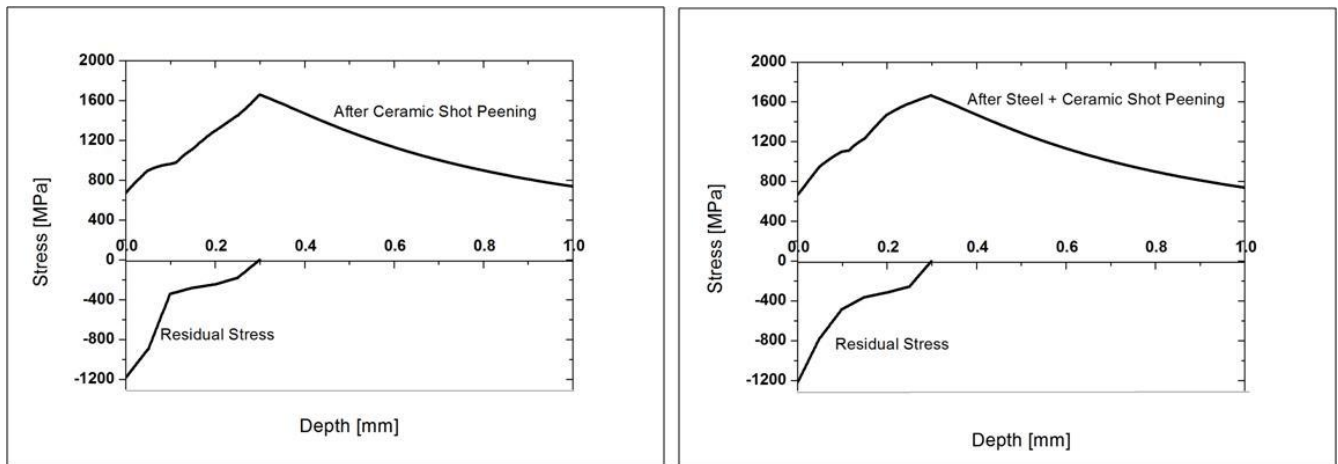 2000
1600
1200
800
400
0
-400
-800
-1200
0.0 0.2 0.4 0.6 0.8 1.0
Stress [MPa]
After Ceramic Shot Peening
Residual Stress
Depth [mm]
2000
1600
1200
800
400
0
-400
-800
-1200
0.0 0.2 0.4 0.6 0.8 1.0
Stress [MPa]
After Steel + Ceramic Shot Peening
Residual Stress
Depth [mm]